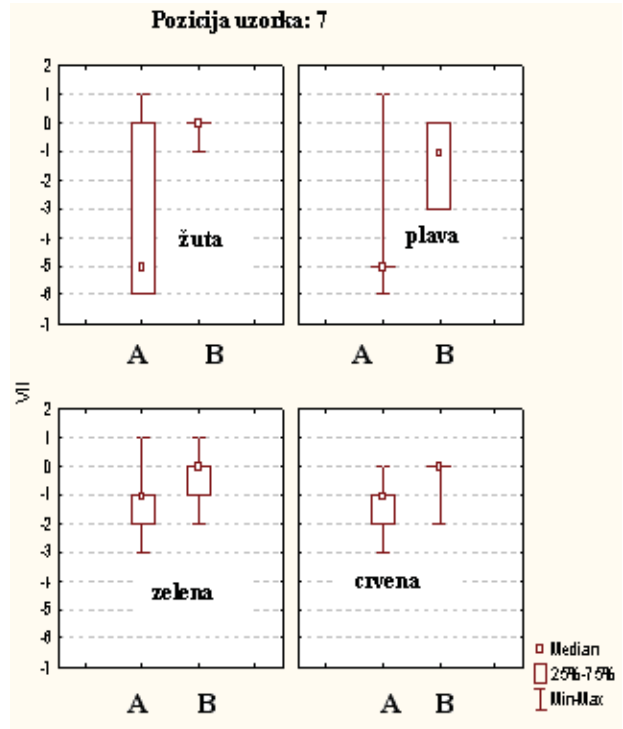 Pozicija uzorka: 7
2
1
0
-1
-2
-3
-4
-5
-6
-7
žuta
plava
A B A B
VII
2
1
0
-1
-2
-3
-4
-5
-6
-7
zelena
crvena
A B A B
Median
25%-75%
Min-Max